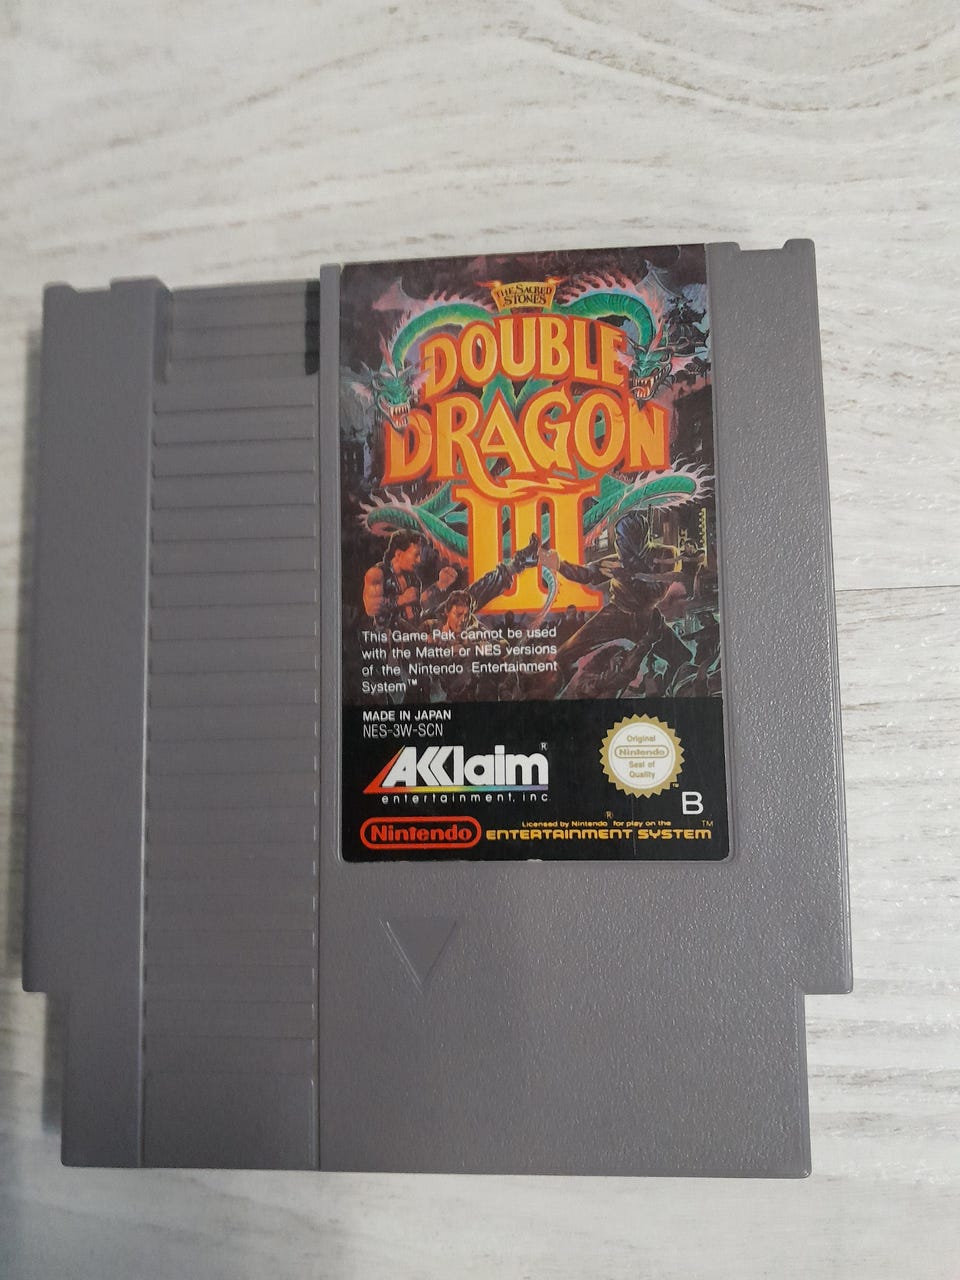 THE SACRED
STONES
DOUBLE
DRAGON
III
This Game Pak cannot be used
with the Mattel or NES versions
of the Nintendo Entertainment
System™
MADE IN JAPAN
NES-3W-SCN
AKKlaim®
entertainment, inc.
Original
Nintendo
Seal of
Quality
™
B
Nintendo®
Licensed by Nintendo for play on the
ENTERTAINMENT SYSTEM™